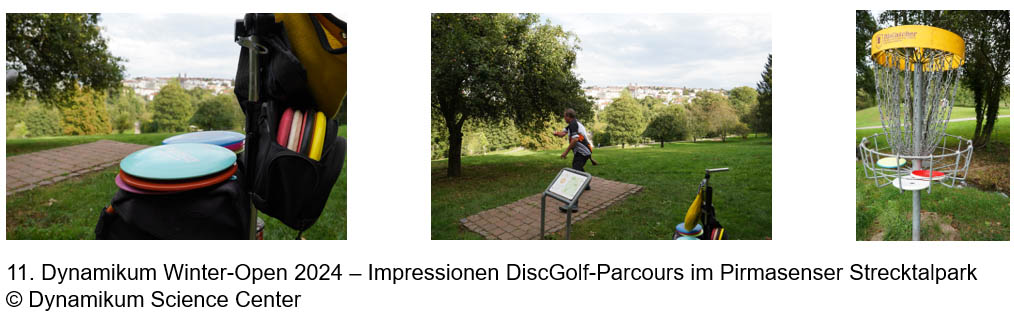 11. Dynamikum Winter-Open 2024 – Impressionen DiscGolf-Parcours im Pirmasenser Strecktalpark
© Dynamikum Science Center